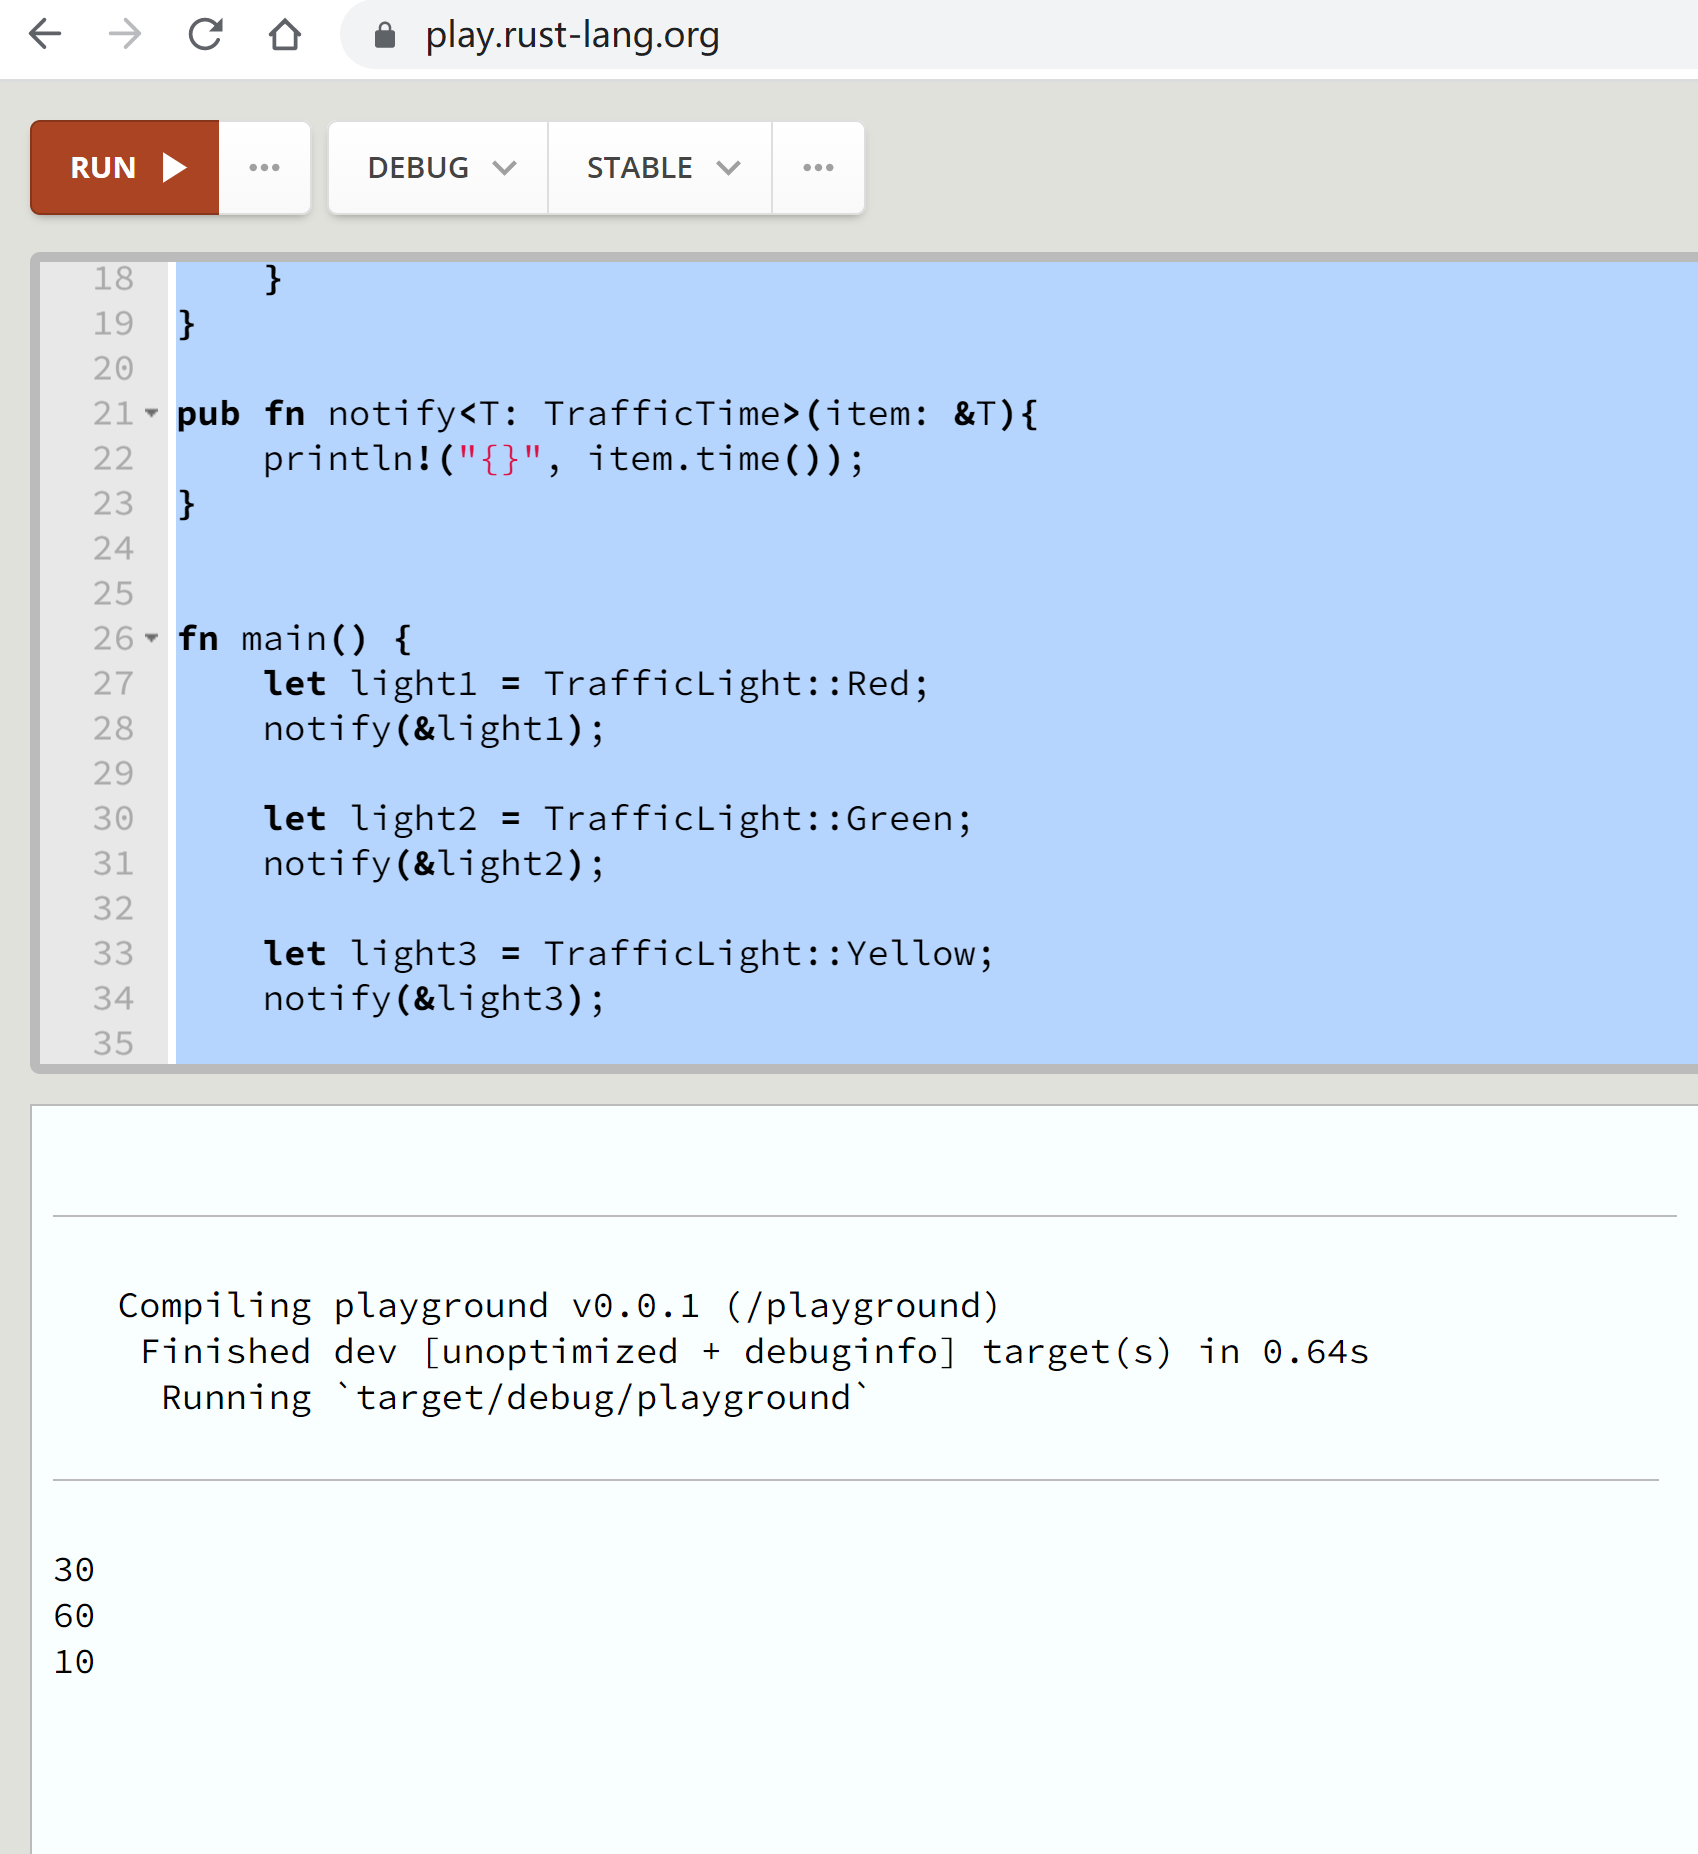 play.rust-lang.org
RUN ▶ ••• DEBUG STABLE •••
18     }
19 }
20
21 pub fn notify<T: TrafficTime>(item: &T){
22     println!("{}", item.time());
23 }
24
25
26 fn main() {
27     let light1 = TrafficLight::Red;
28     notify(&light1);
29
30     let light2 = TrafficLight::Green;
31     notify(&light2);
32
33     let light3 = TrafficLight::Yellow;
34     notify(&light3);
35
   Compiling playground v0.0.1 (/playground)
    Finished dev [unoptimized + debuginfo] target(s) in 0.64s
     Running `target/debug/playground`
30
60
10